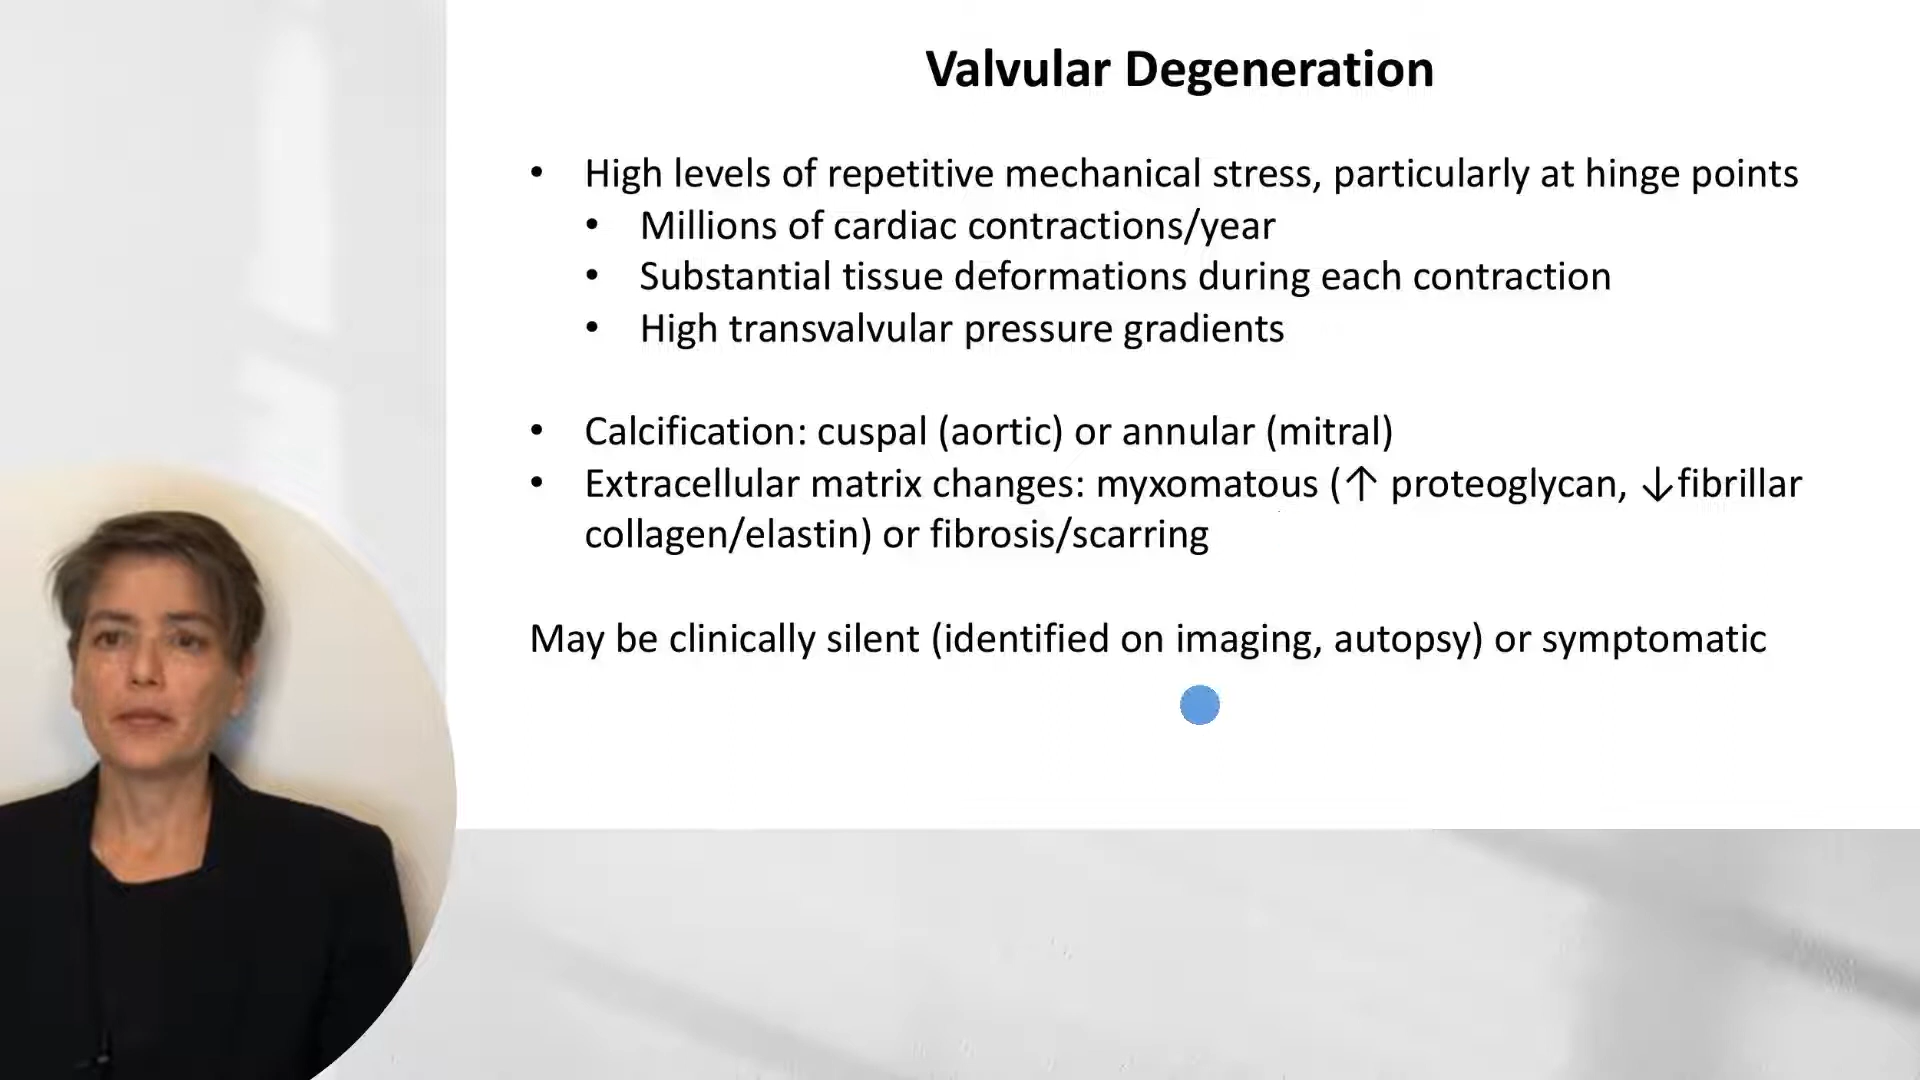 Valvular Degeneration
• High levels of repetitive mechanical stress, particularly at hinge points
• Millions of cardiac contractions/year
• Substantial tissue deformations during each contraction
• High transvalvular pressure gradients
• Calcification: cuspal (aortic) or annular (mitral)
• Extracellular matrix changes: myxomatous (↑ proteoglycan, ↓fibrillar
collagen/elastin) or fibrosis/scarring
May be clinically silent (identified on imaging, autopsy) or symptomatic